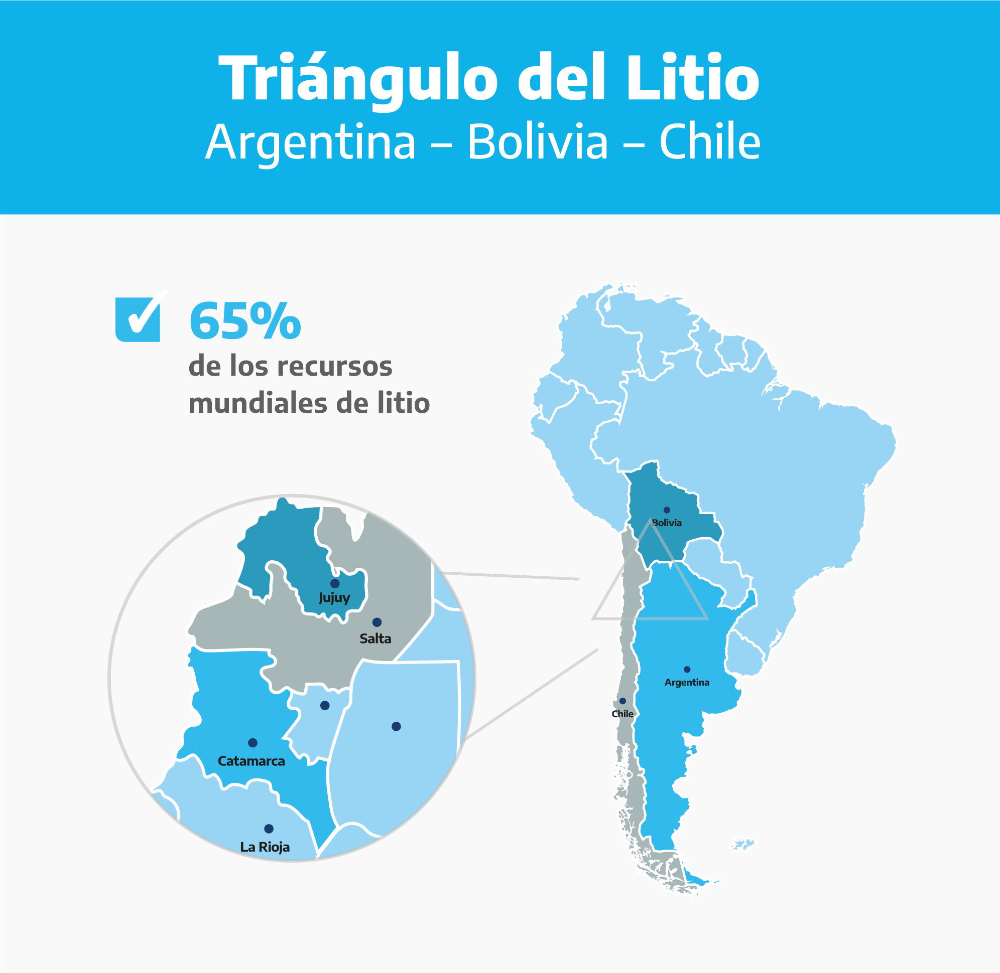 Triángulo del Litio
Argentina – Bolivia – Chile
65%
de los recursos
mundiales de litio
Bolivia
Argentina
Chile
Jujuy
Salta
Catamarca
La Rioja